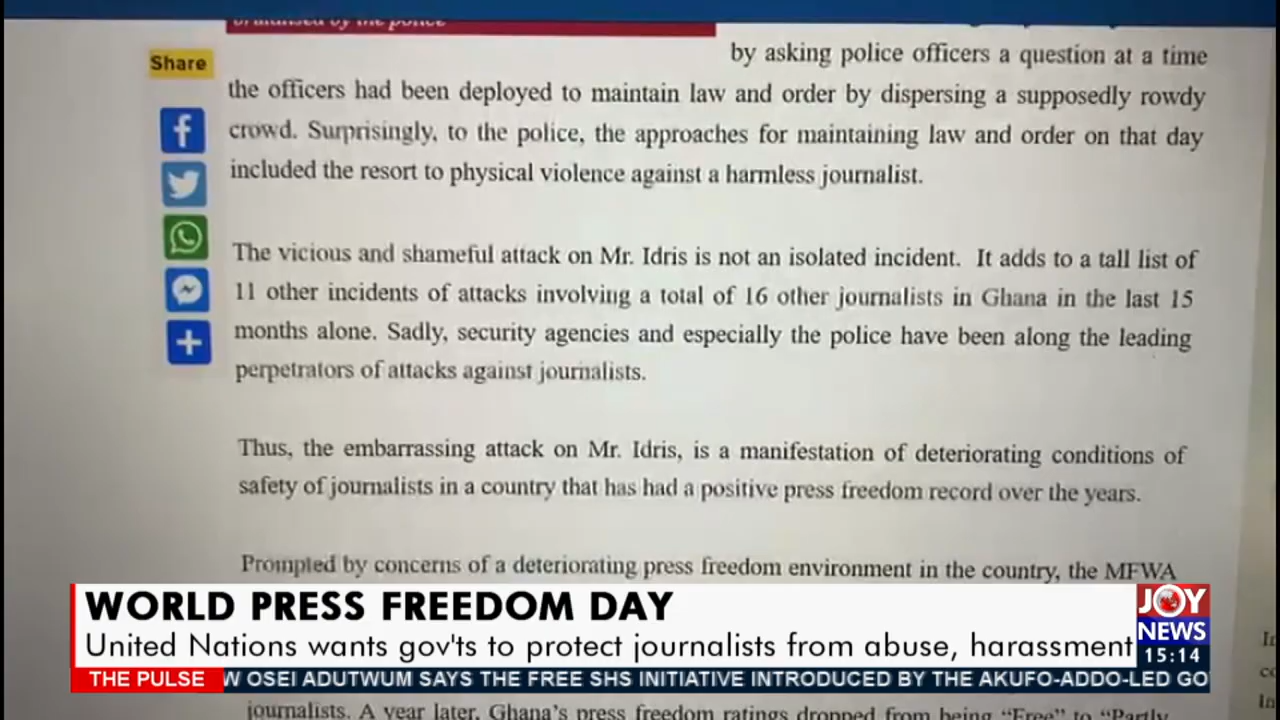 brutalised by the police
Share
by asking police officers a question at a time
the officers had been deployed to maintain law and order by dispersing a supposedly rowdy
crowd. Surprisingly, to the police, the approaches for maintaining law and order on that day
included the resort to physical violence against a harmless journalist.
The vicious and shameful attack on Mr. Idris is not an isolated incident. It adds to a tall list of
11 other incidents of attacks involving a total of 16 other journalists in Ghana in the last 15
months alone. Sadly, security agencies and especially the police have been along the leading
perpetrators of attacks against journalists.
Thus, the embarrassing attack on Mr. Idris, is a manifestation of deteriorating conditions of
safety of journalists in a country that has had a positive press freedom record over the years.
Prompted by concerns of a deteriorating press freedom environment in the country, the MFWA
WORLD PRESS FREEDOM DAY
United Nations wants gov'ts to protect journalists from abuse, harassment
JOY
NEWS
15:14
THE PULSE
W OSEI ADUTWUM SAYS THE FREE SHS INITIATIVE INTRODUCED BY THE AKUFO-ADDO-LED GO
journalists. A year later, Ghana's press freedom ratings dropped from being “Free” to “Partly